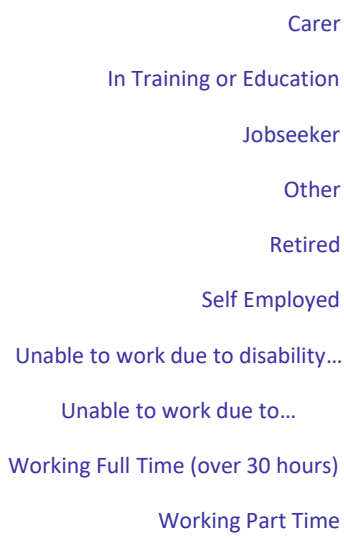 Carer
In Training or Education
Jobseeker
Other
Retired
Self Employed
Unable to work due to disability…
Unable to work due to…
Working Full Time (over 30 hours)
Working Part Time